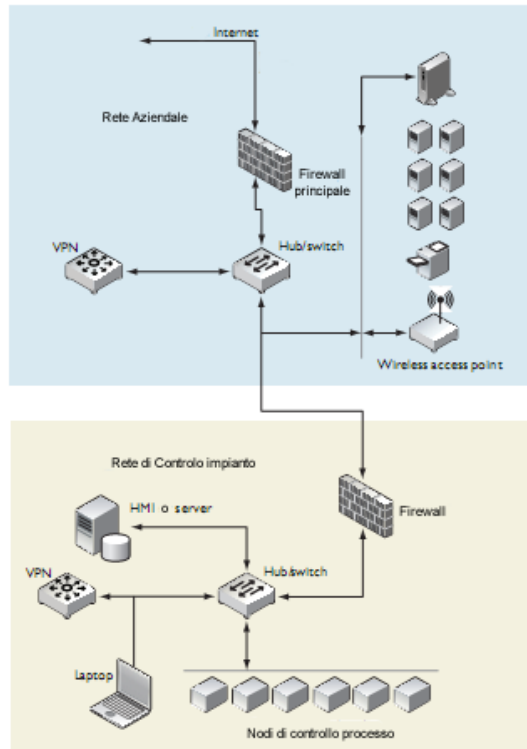 Internet
Rete Aziendale
Firewall
principale
VPN
Hub/switch
Wireless access point
Rete di Controlo impianto
HMI o server
Firewall
VPN
Hub/switch
Laptop
Nodi di controllo processo